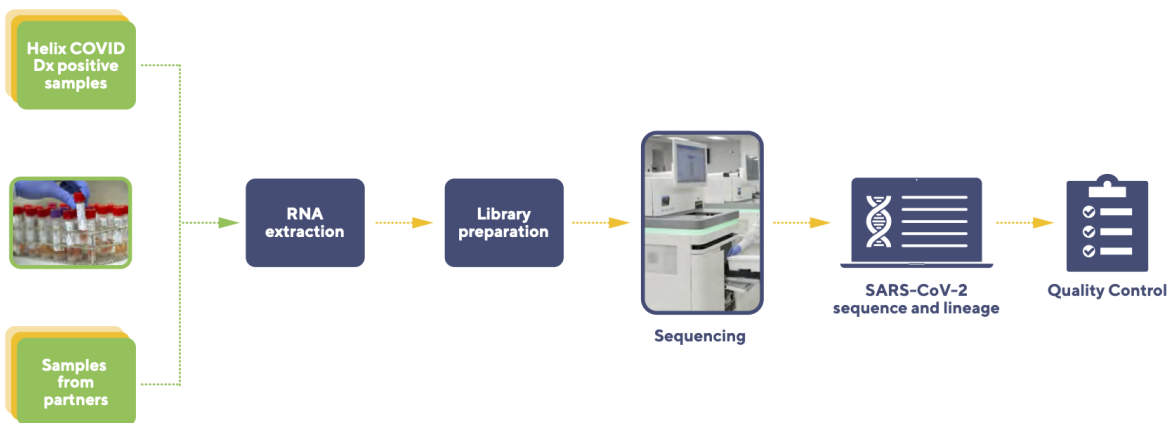 Helix COVID
Dx positive
samples
Samples
from
partners
RNA
extraction
Library
preparation
Sequencing
SARS-CoV-2
sequence and lineage
Quality Control